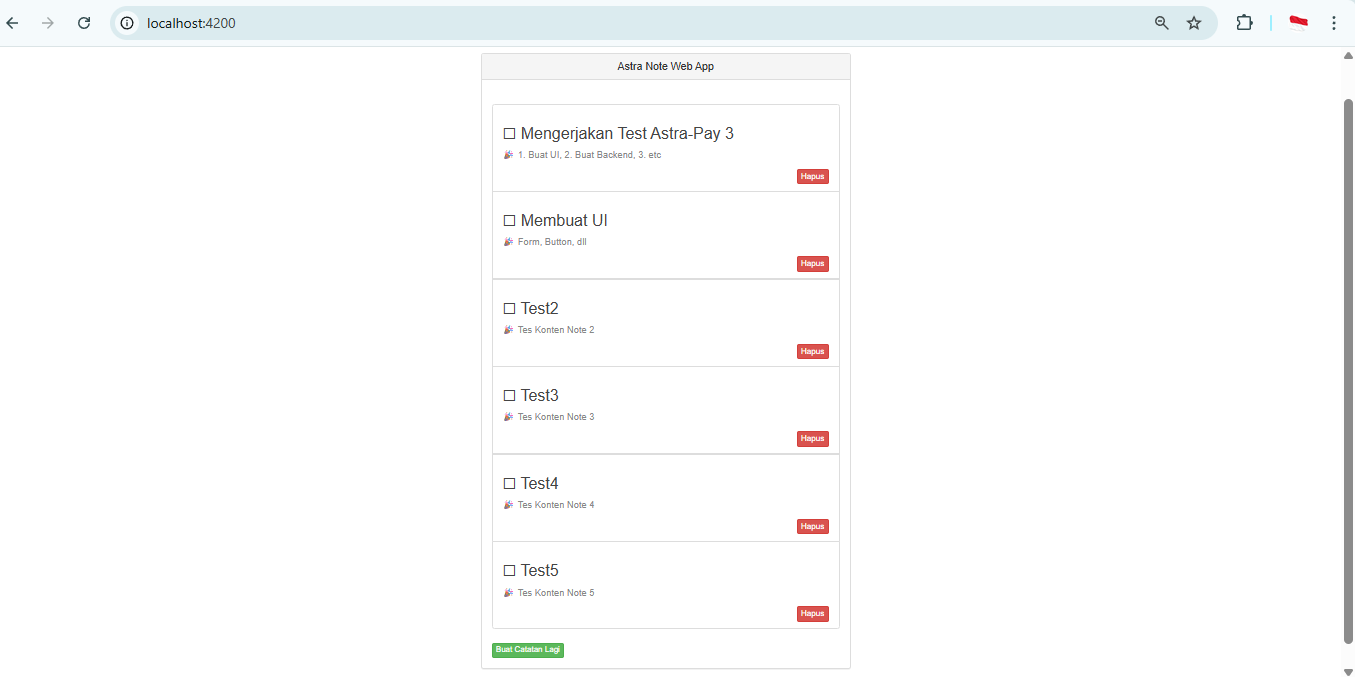 localhost:4200
Astra Note Web App
Mengerjakan Test Astra-Pay 3
1. Buat UI, 2. Buat Backend, 3. etc
Hapus
Membuat UI
Form, Button, dll
Hapus
Test2
Tes Konten Note 2
Hapus
Test3
Tes Konten Note 3
Hapus
Test4
Tes Konten Note 4
Hapus
Test5
Tes Konten Note 5
Hapus
Buat Catatan Lagi